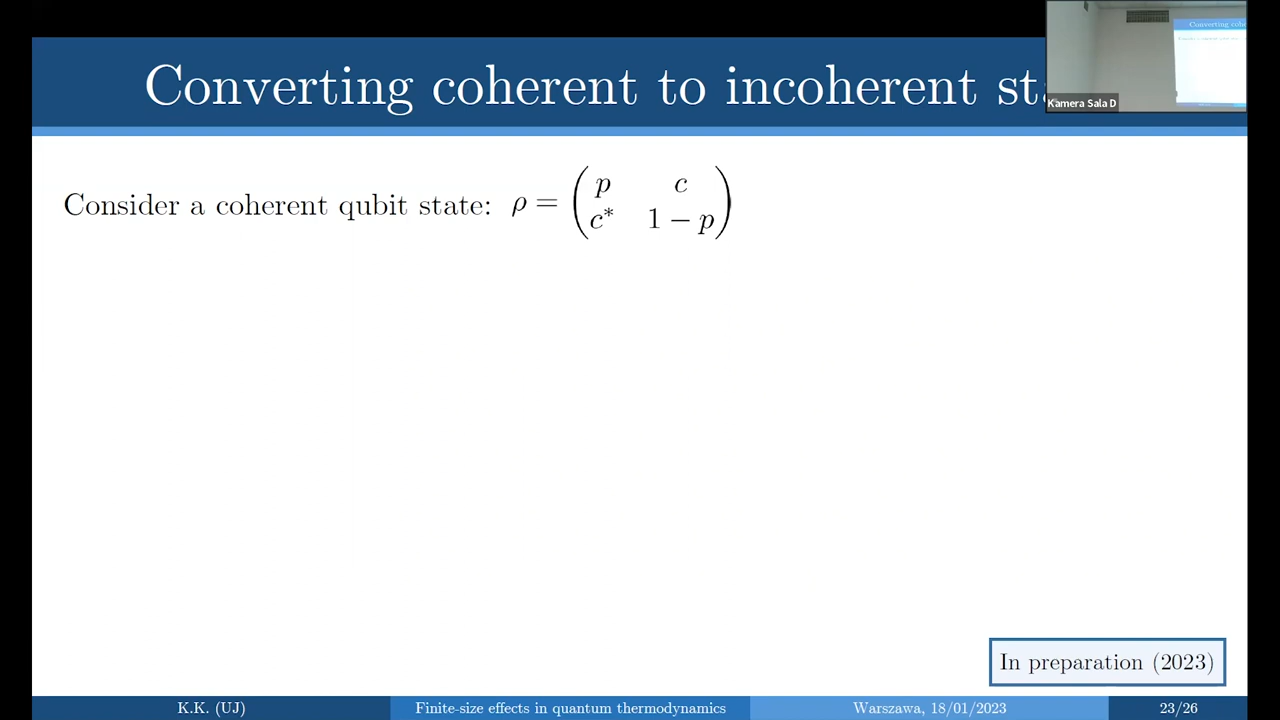 Converting coherent to incoherent st
Kamera Sala D
Consider a coherent qubit state: ρ = (p c
c* 1 − p)
In preparation (2023)
K.K. (UJ) Finite-size effects in quantum thermodynamics Warszawa, 18/01/2023 23/26